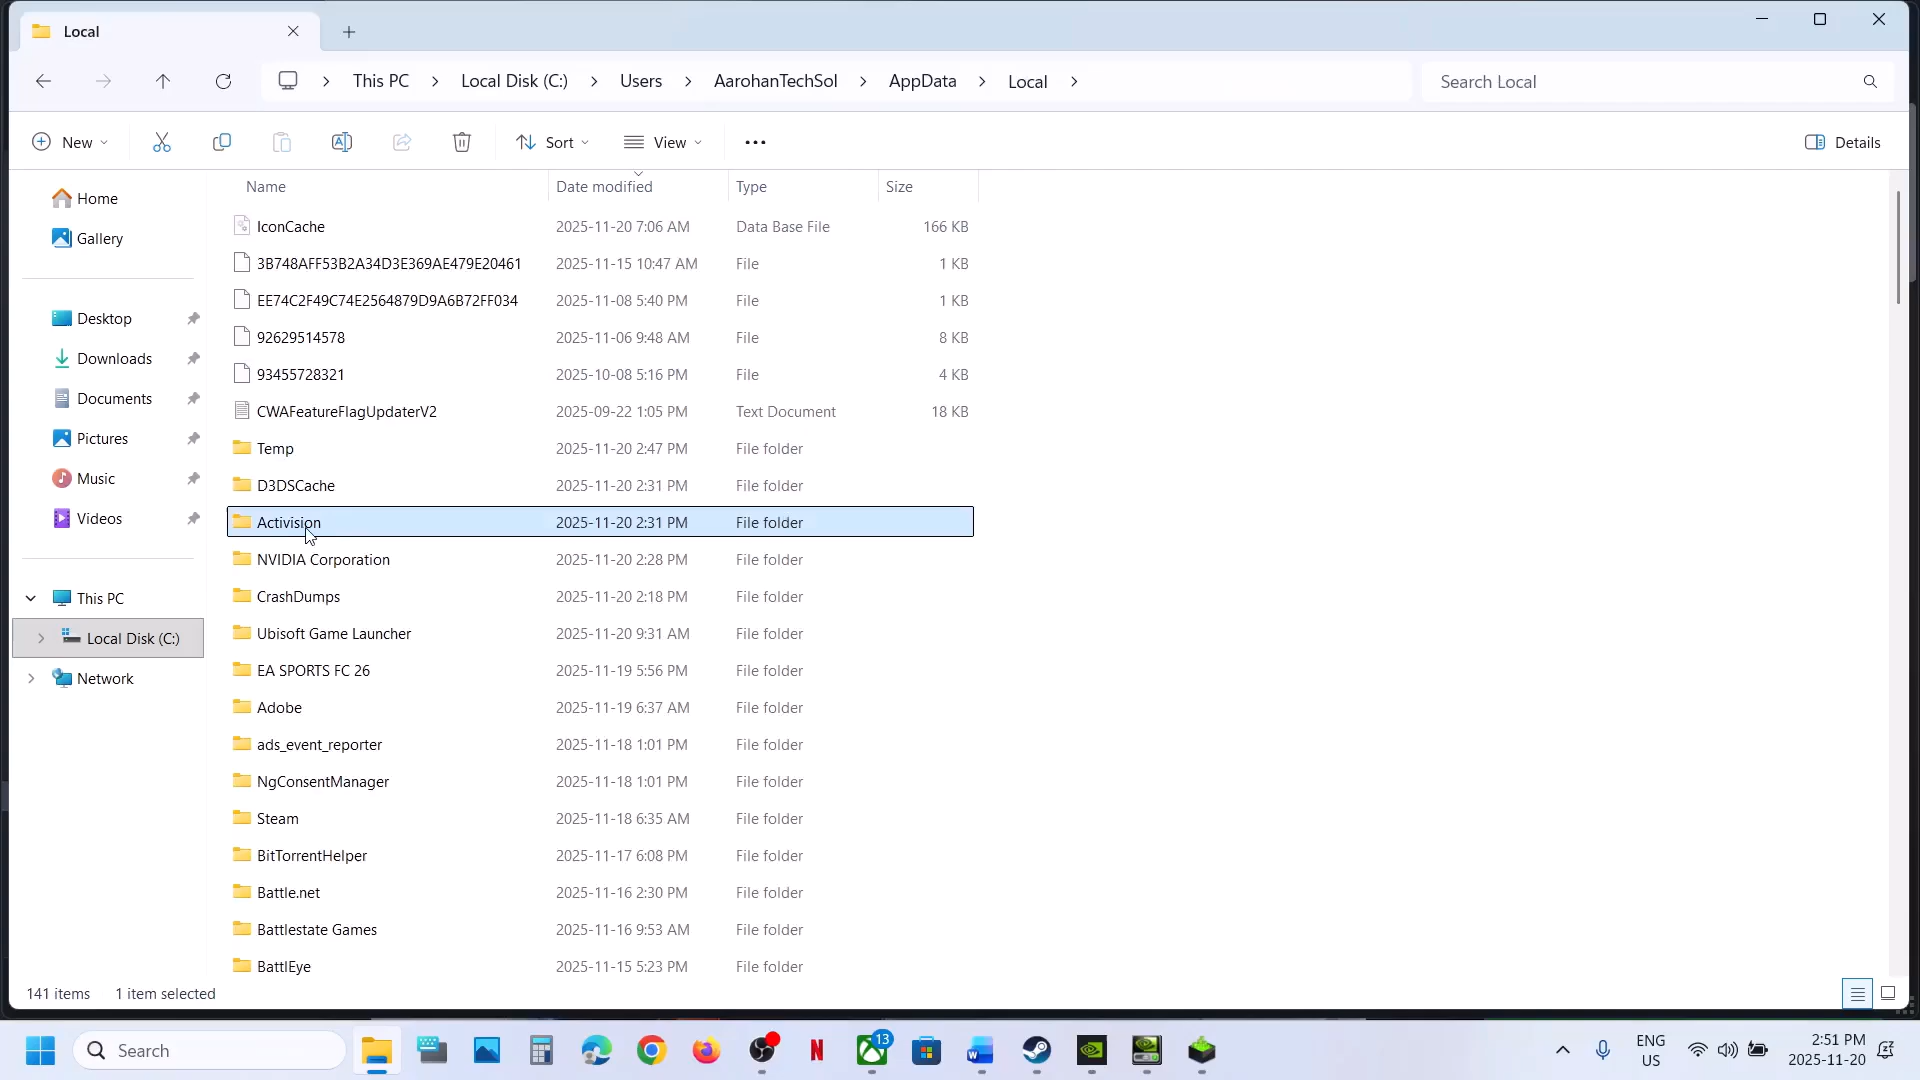 Local
This PC
Local Disk (C:)
Users
AarohanTechSol
AppData
Local
Search Local
New
Sort
View
Details
Name Date modified Type Size
IconCache 2025-11-20 7:06 AM Data Base File 166 KB
3B748AFF53B2A34D3E369AE479E20461 2025-11-15 10:47 AM File 1 KB
EE74C2F49C74E2564879D9A6B72FF034 2025-11-08 5:40 PM File 1 KB
92629514578 2025-11-06 9:48 AM File 8 KB
93455728321 2025-10-08 5:16 PM File 4 KB
CWAFeatureFlagUpdaterV2 2025-09-22 1:05 PM Text Document 18 KB
Temp 2025-11-20 2:47 PM File folder
D3DSCache 2025-11-20 2:31 PM File folder
Activision 2025-11-20 2:31 PM File folder
NVIDIA Corporation 2025-11-20 2:28 PM File folder
CrashDumps 2025-11-20 2:18 PM File folder
Ubisoft Game Launcher 2025-11-20 9:31 AM File folder
EA SPORTS FC 26 2025-11-19 5:56 PM File folder
Adobe 2025-11-19 6:37 AM File folder
ads_event_reporter 2025-11-18 1:01 PM File folder
NgConsentManager 2025-11-18 1:01 PM File folder
Steam 2025-11-18 6:35 AM File folder
BitTorrentHelper 2025-11-17 6:08 PM File folder
Battle.net 2025-11-16 2:30 PM File folder
Battlestate Games 2025-11-16 9:53 AM File folder
BattlEye 2025-11-15 5:23 PM File folder
Home
Gallery
Desktop
Downloads
Documents
Pictures
Music
Videos
This PC
Local Disk (C:)
Network
141 items 1 item selected
Search
13
ENG
US
2:51 PM
2025-11-20